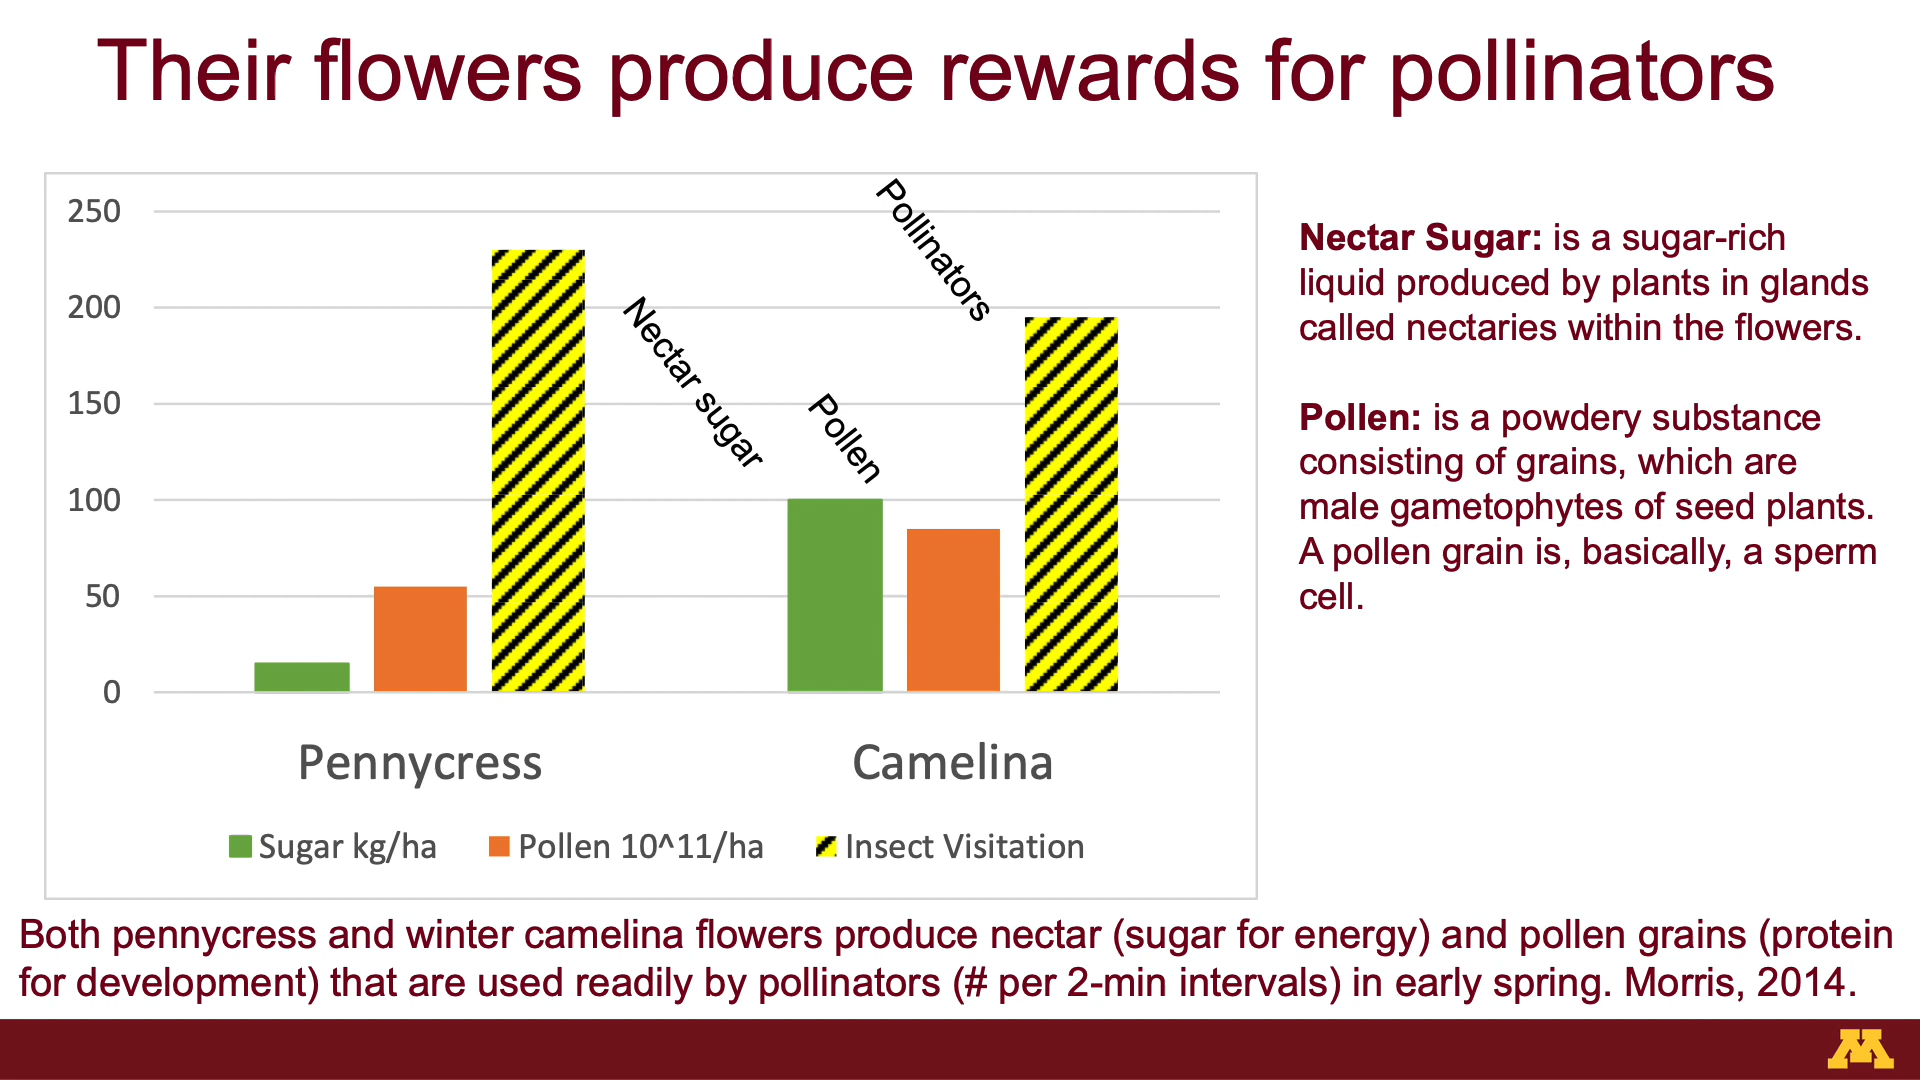 Their flowers produce rewards for pollinators
250
200
150
100
50
0
Nectar sugar
Pollen
Pollinators
Pennycress
Camelina
Sugar kg/ha
Pollen 10^11/ha
Insect Visitation
Nectar Sugar: is a sugar-rich
liquid produced by plants in glands
called nectaries within the flowers.
Pollen: is a powdery substance
consisting of grains, which are
male gametophytes of seed plants.
A pollen grain is, basically, a sperm
cell.
Both pennycress and winter camelina flowers produce nectar (sugar for energy) and pollen grains (protein
for development) that are used readily by pollinators (# per 2-min intervals) in early spring. Morris, 2014.
M